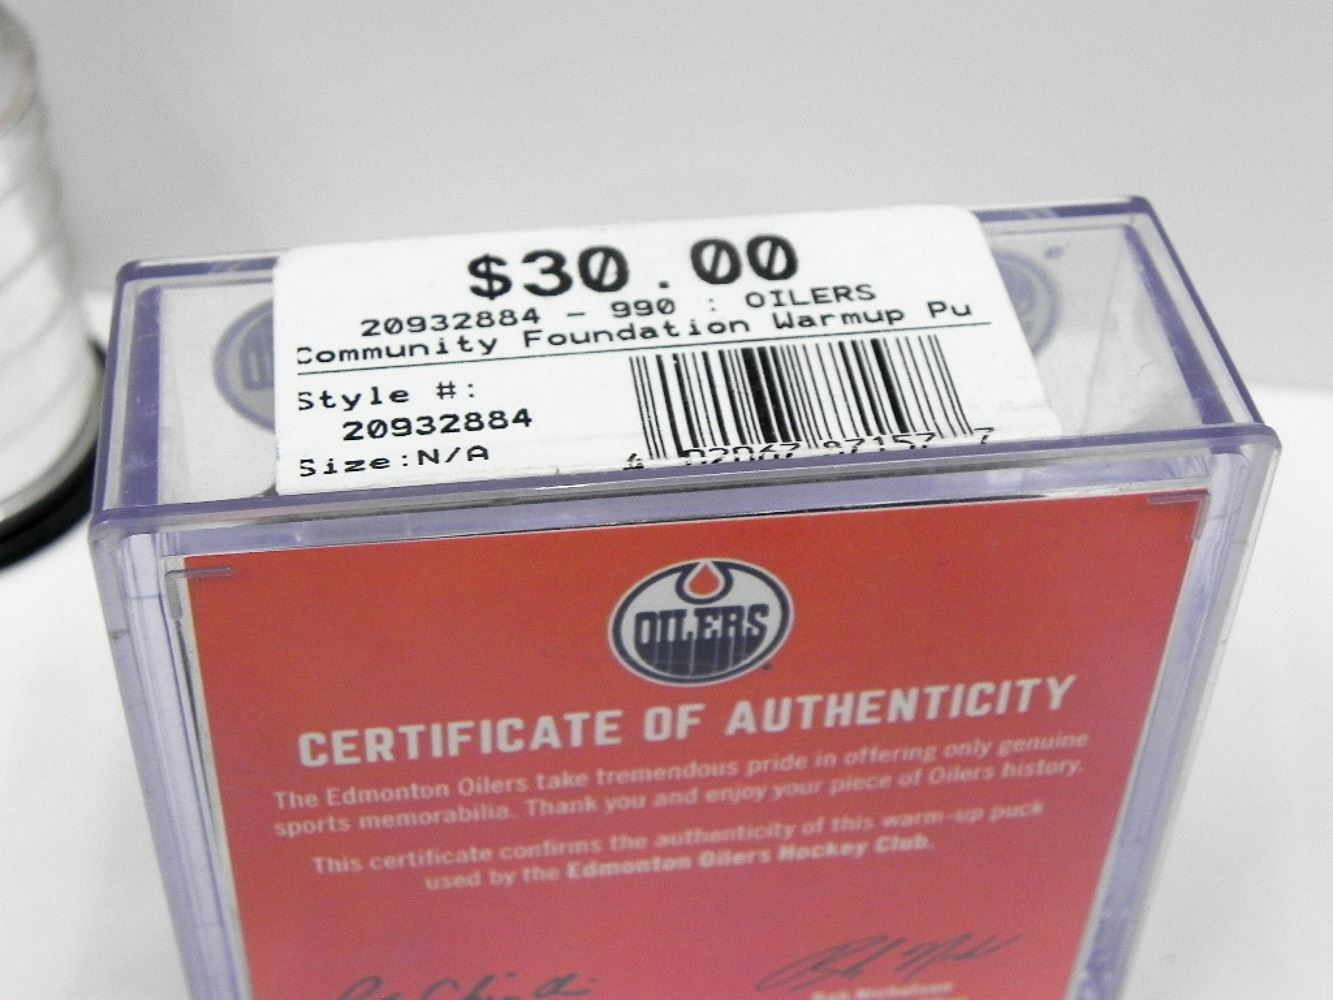 $30.00
20932884 - 990 : OILERS
Community Foundation Warmup Pu
Style #:
20932884
Size:N/A
OILERS
CERTIFICATE OF AUTHENTICITY
The Edmonton Oilers take tremendous pride in offering only genuine
sports memorabilia. Thank you and enjoy your piece of Oilers history.
This certificate confirms the authenticity of this warm-up puck
used by the Edmonton Oilers Hockey Club.
Bob Nicholson